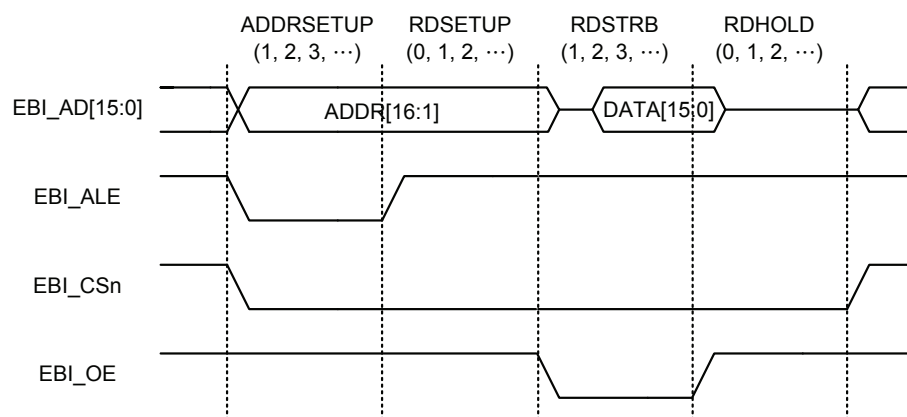 ADDRSETUP RDSETUP RDSTRB RDHOLD
(1, 2, 3, ⋯) (0, 1, 2, ⋯) (1, 2, 3, ⋯) (0, 1, 2, ⋯)
EBI_AD[15:0] ADDR[16:1] DATA[15:0]
EBI_ALE
EBI_CSn
EBI_OE